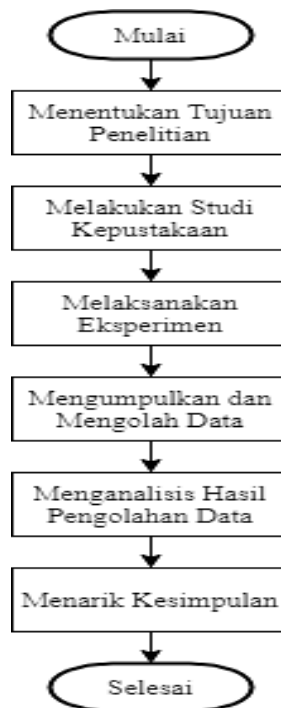 Mulai
Menentukan Tujuan
Penelitian
Melakukan Studi
Kepustakaan
Melaksanakan
Eksperimen
Mengumpulkan dan
Mengolah Data
Menganalisis Hasil
Pengolahan Data
Menarik Kesimpulan
Selesai